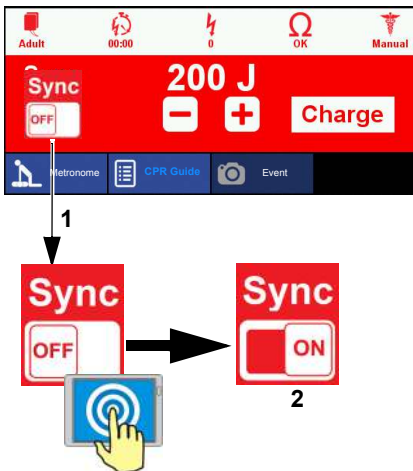 Adult 00:00 0 OK Manual
Sync 200 J
OFF Charge
Metronome CPR Guide Event
1
Sync Sync
OFF ON
2